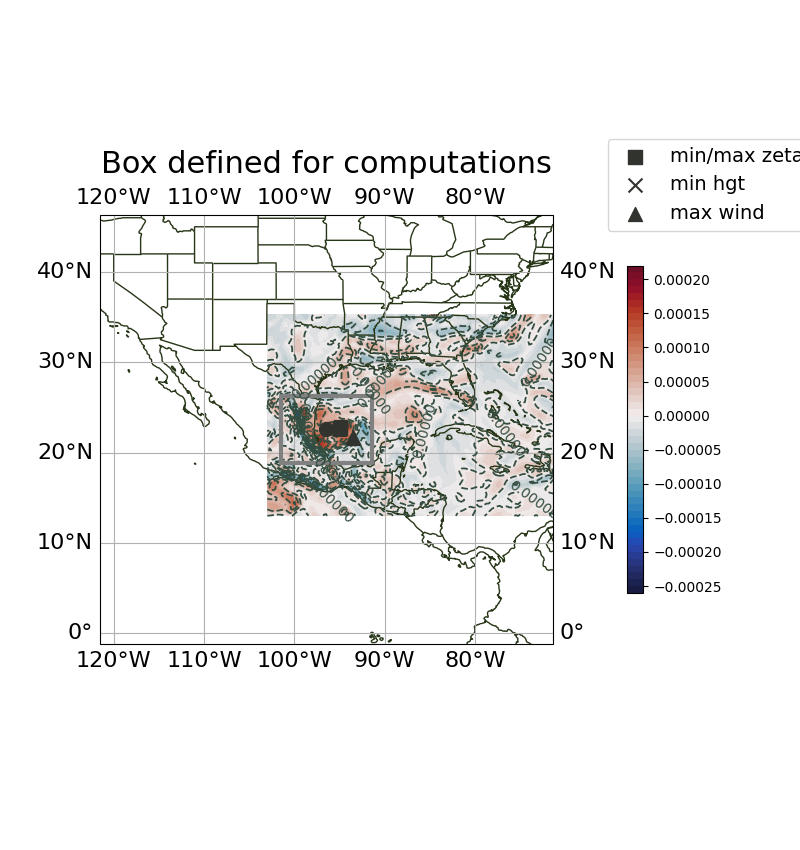 Box defined for computations
120°W 110°W 100°W 90°W 80°W
min/max zeta
min hgt
max wind
40°N 40°N
30°N 30°N
20°N 20°N
10°N 10°N
0° 0°
120°W 110°W 100°W 90°W 80°W
0.00020
0.00015
0.00010
0.00005
0.00000
−0.00005
−0.00010
−0.00015
−0.00020
−0.00025